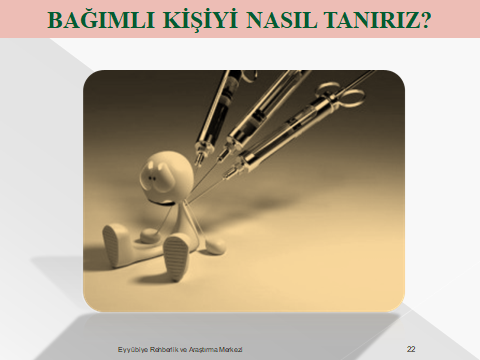 BAĞIMLI KİŞİYİ NASIL TANIRIZ?
Eyyübiye Rehberlik ve Araştırma Merkezi
22